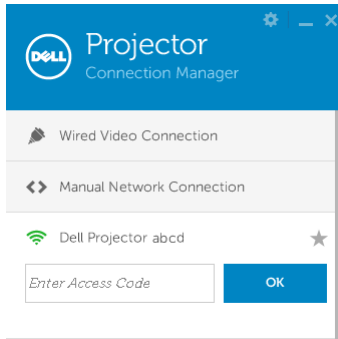 DELL
Projector
Connection Manager
Wired Video Connection
Manual Network Connection
Dell Projector abcd
Enter Access Code
OK